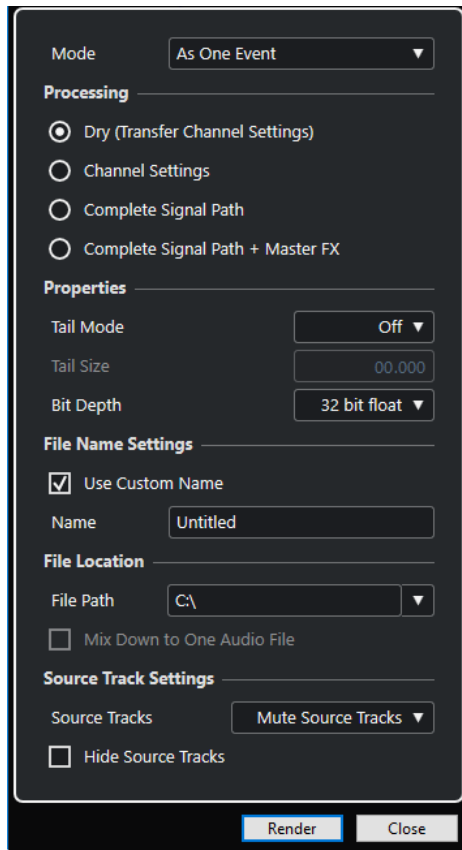 Mode As One Event
Processing
Dry (Transfer Channel Settings)
Channel Settings
Complete Signal Path
Complete Signal Path + Master FX
Properties
Tail Mode Off
Tail Size 00.000
Bit Depth 32 bit float
File Name Settings
Use Custom Name
Name Untitled
File Location
File Path C:\
Mix Down to One Audio File
Source Track Settings
Source Tracks Mute Source Tracks
Hide Source Tracks
Render Close